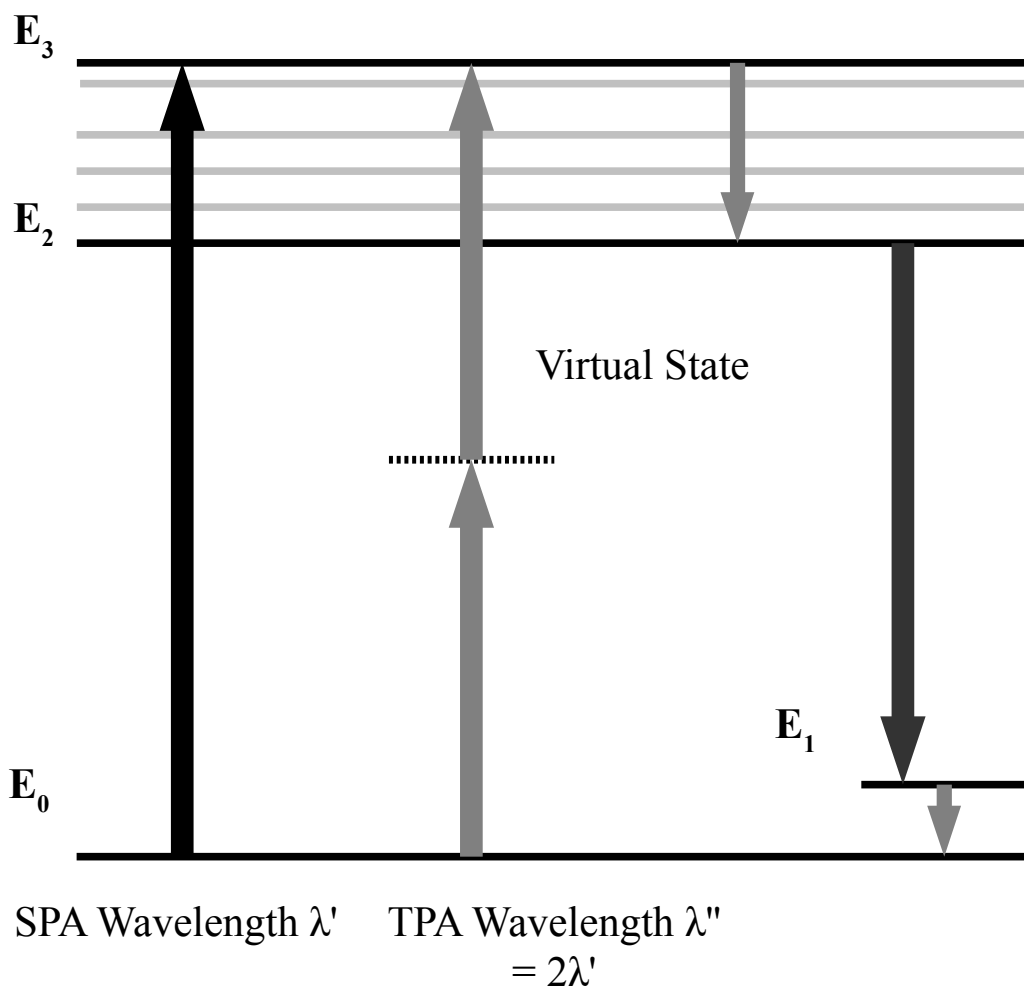 E₃
E₂
Virtual State
E₁
E₀
SPA Wavelength λ'
TPA Wavelength λ"
= 2λ'